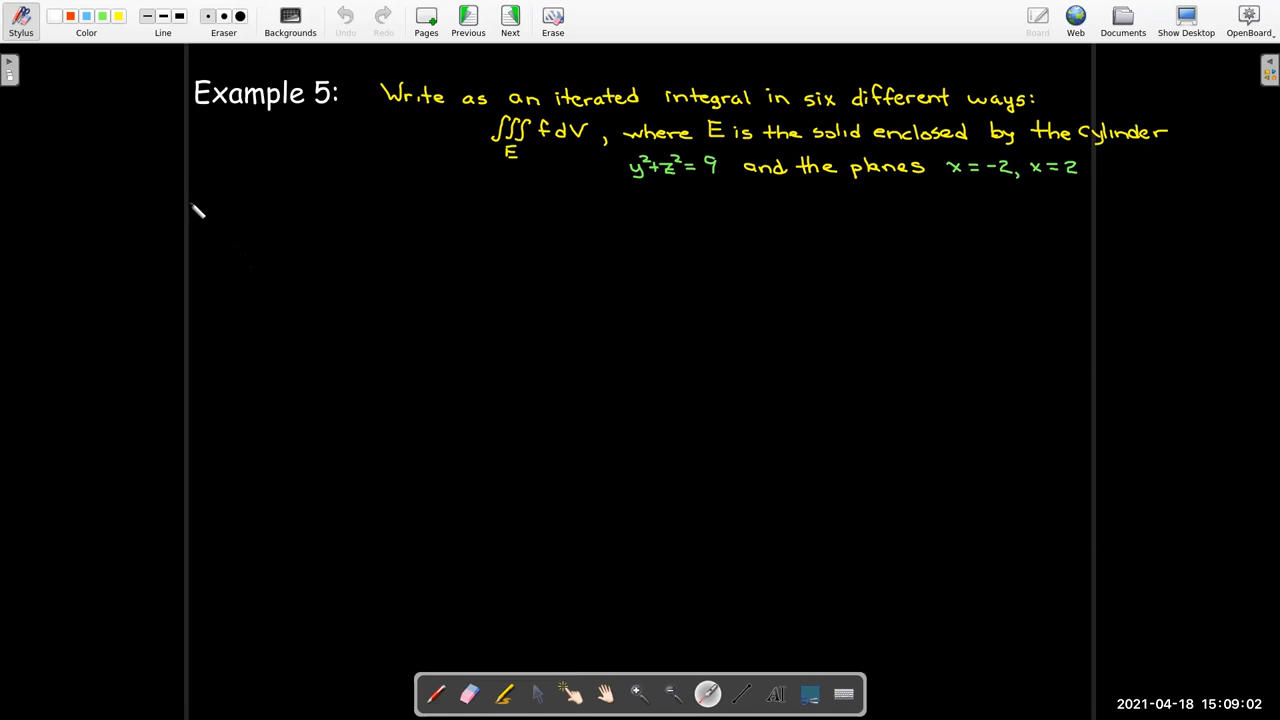 Stylus Color Line Eraser Backgrounds Undo Redo Pages Previous Next Erase Board Web Documents Show Desktop OpenBoard
Example 5: Write as an iterated integral in six different ways:
∭_E f dV, where E is the solid enclosed by the cylinder
y²+z²=9 and the planes x=-2, x=2
2021-04-18 15:09:02